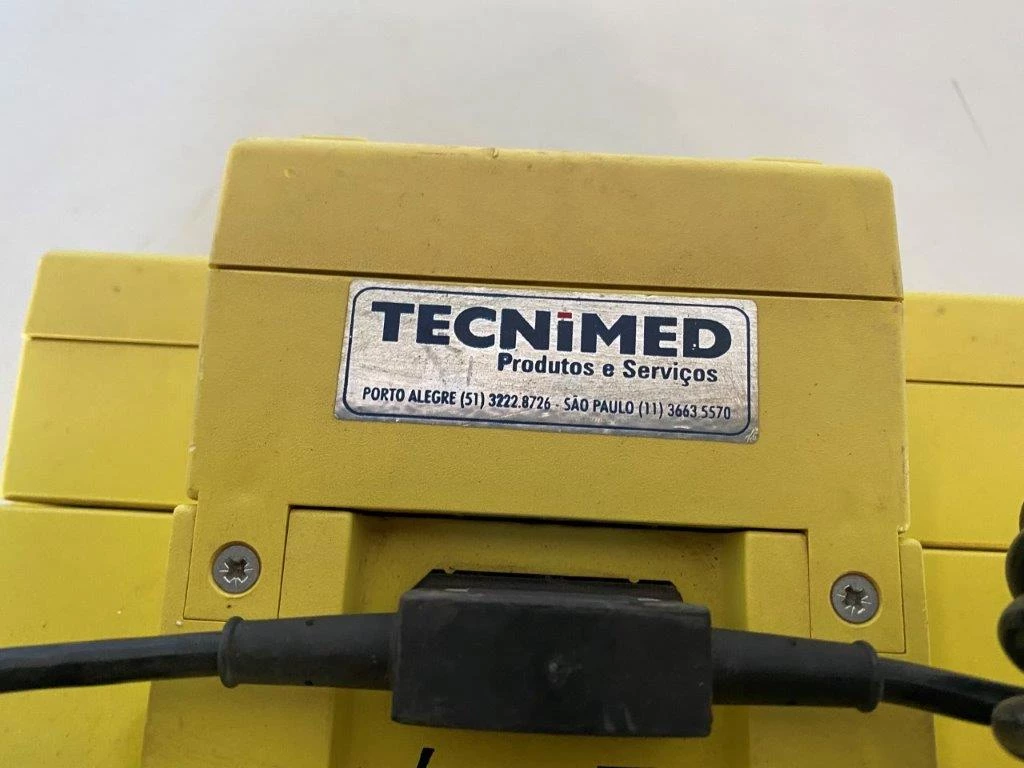 TECNiMED
Produtos e Serviços
PORTO ALEGRE (51) 3222.8726 - SÃO PAULO (11) 3663 5570